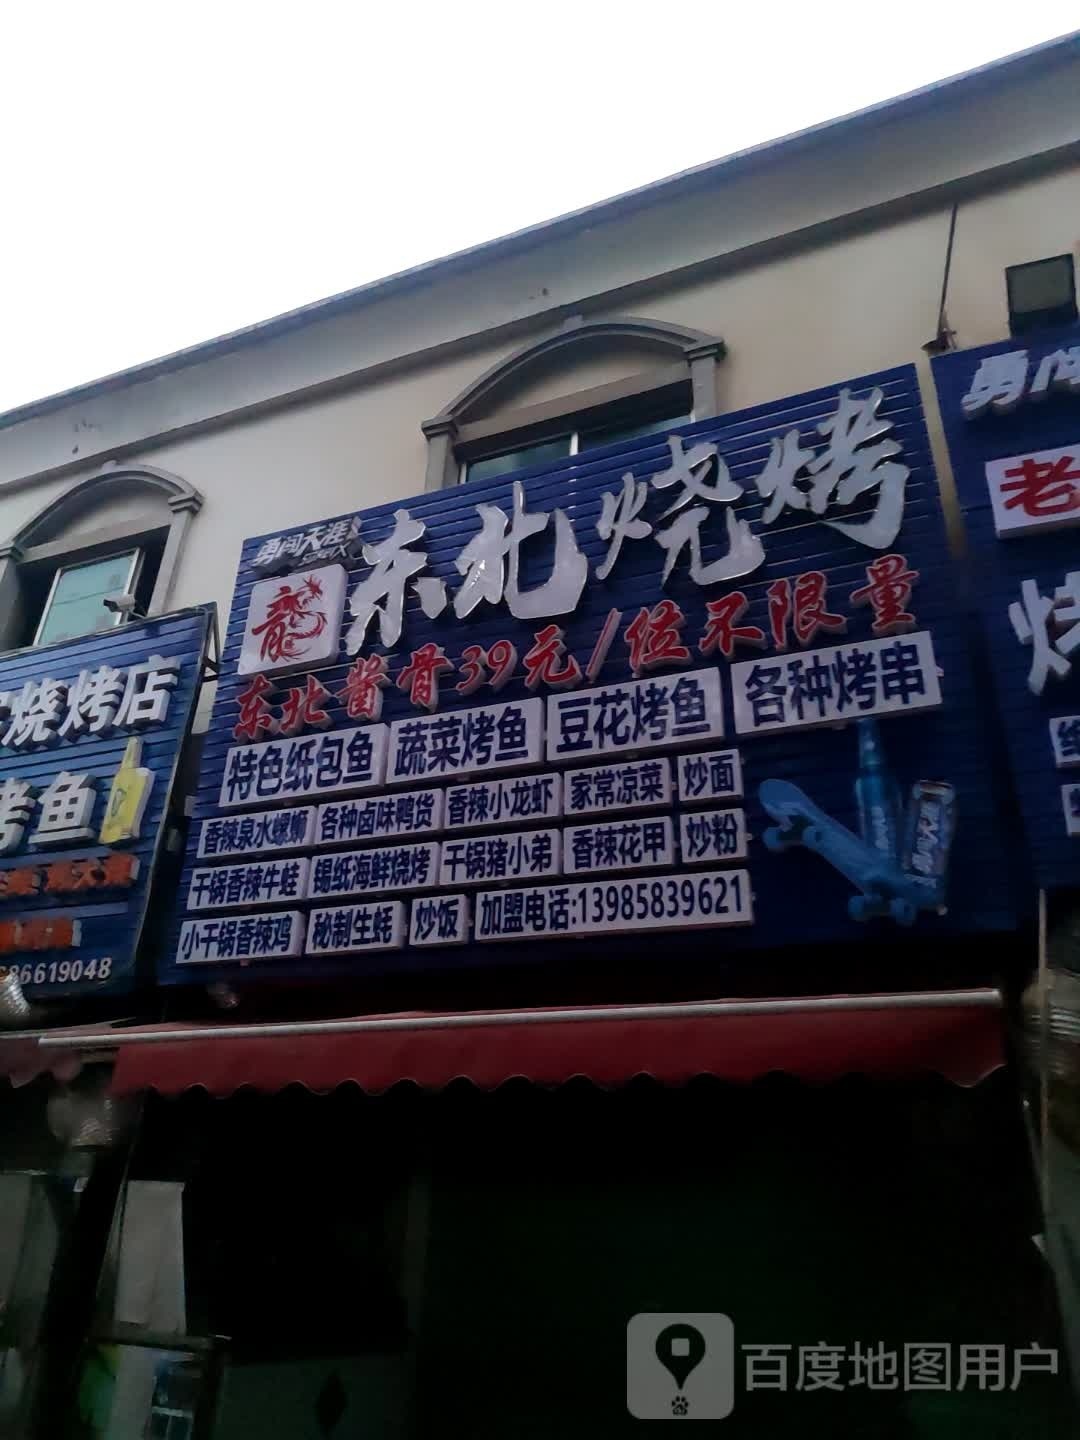 勇闯天涯
龍
东北烧烤
东北酱骨39元/位不限量
特色纸包鱼 蔬菜烤鱼 豆花烤鱼 各种烤串
香辣泉水螺蛳 各种卤味鸭货 香辣小龙虾 家常凉菜 炒面
干锅香辣牛蛙 锡纸海鲜烧烤 干锅猪小弟 香辣花甲 炒粉
小干锅香辣鸡 秘制生蚝 炒饭 加盟电话:13985839621
烧烤店
烤鱼
86619048
勇闯
老
烧
百度地图用户